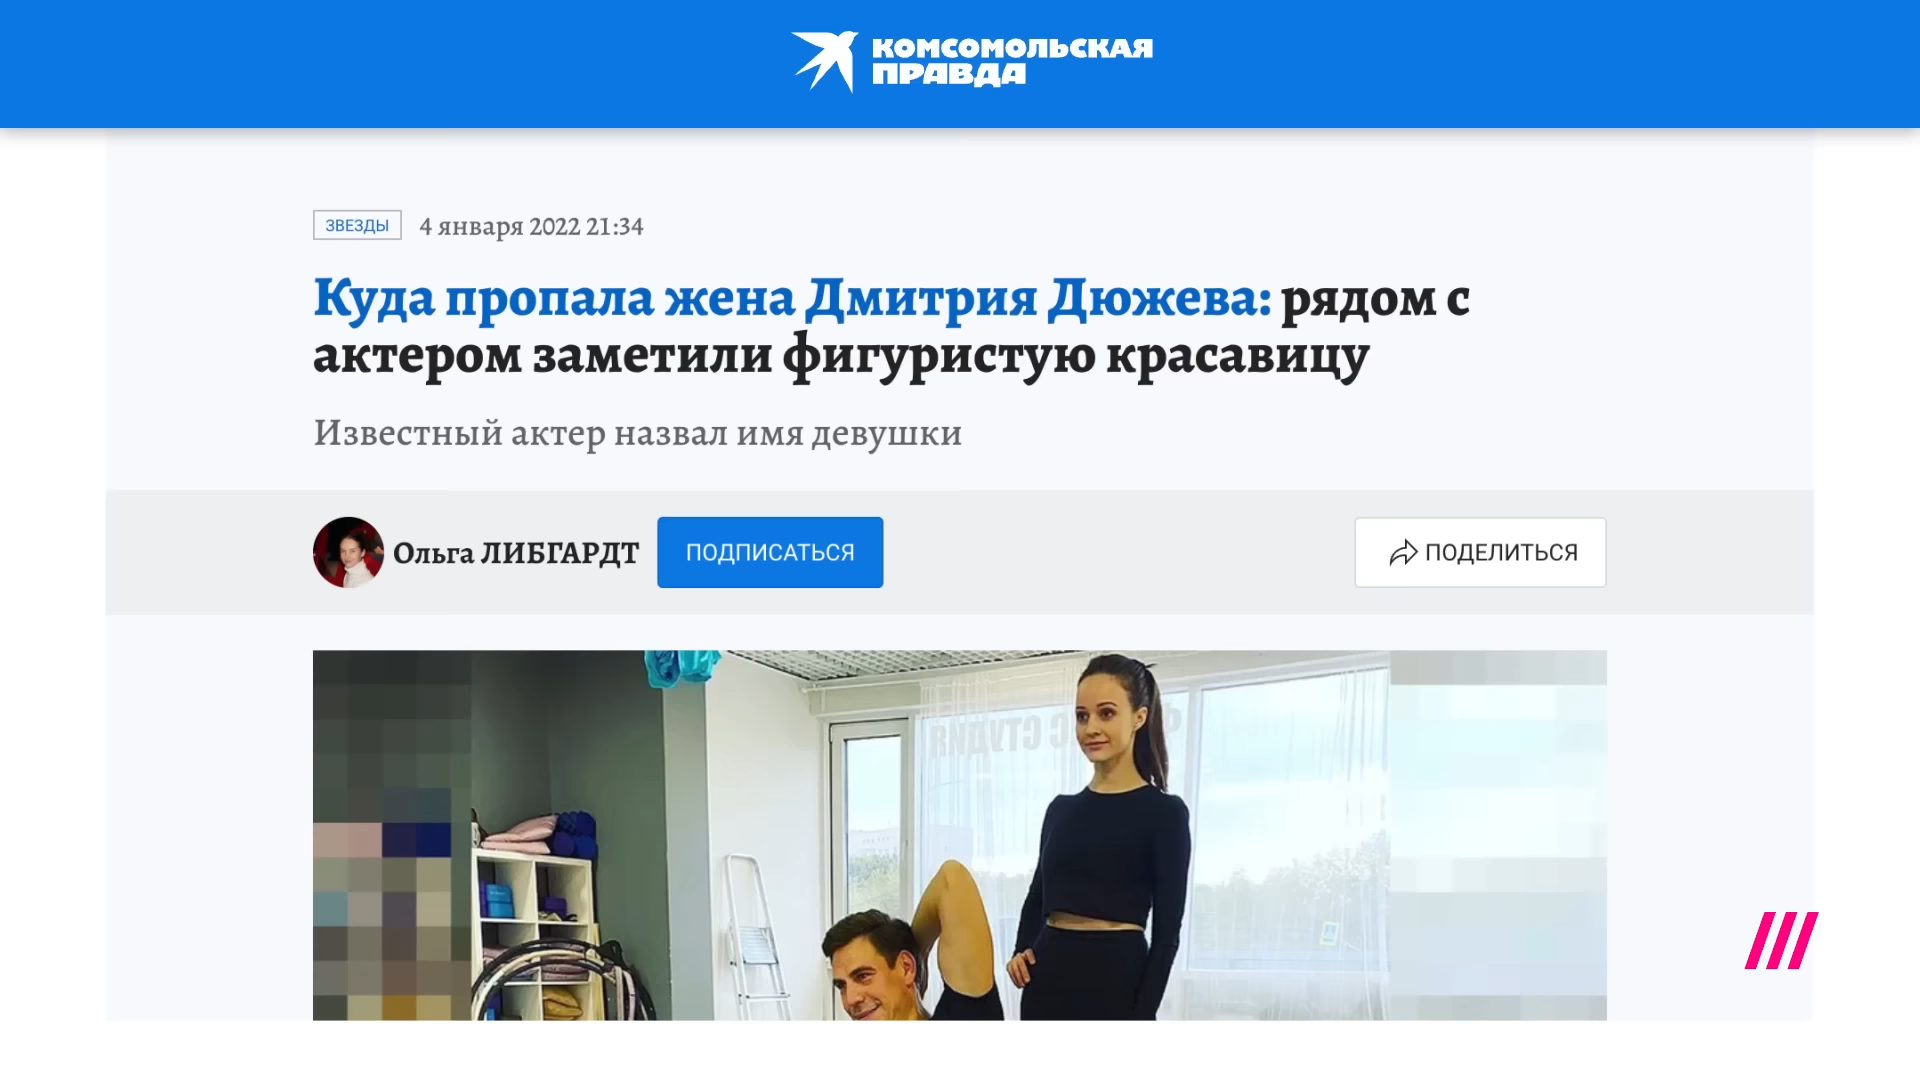 КОМСОМОЛЬСКАЯ
ПРАВДА
ЗВЕЗДЫ 4 января 2022 21:34
Куда пропала жена Дмитрия Дюжева: рядом с
актером заметили фигуристую красавицу
Известный актер назвал имя девушки
Ольга ЛИБГАРДТ ПОДПИСАТЬСЯ ПОДЕЛИТЬСЯ
СТУДИЯ